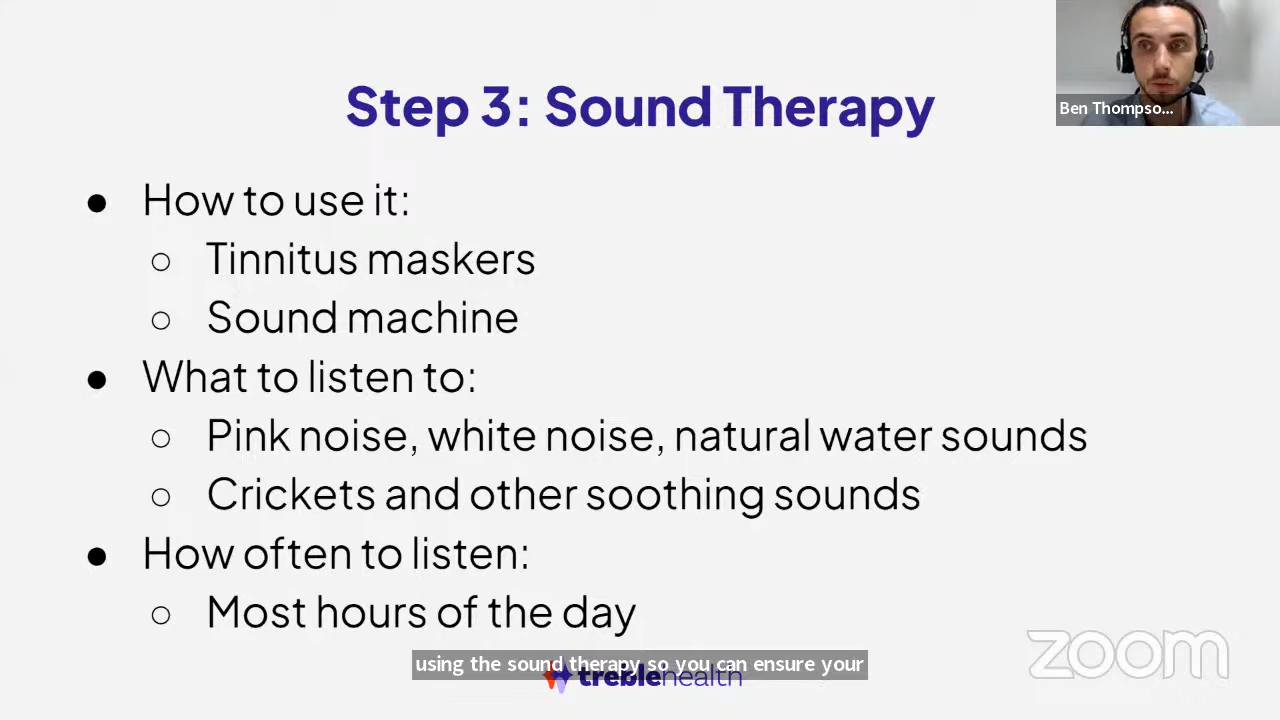 Step 3: Sound Therapy
Ben Thompso...
● How to use it:
○ Tinnitus maskers
○ Sound machine
● What to listen to:
○ Pink noise, white noise, natural water sounds
○ Crickets and other soothing sounds
● How often to listen:
○ Most hours of the day
using the sound therapy so you can ensure your
treblehealth
zoom